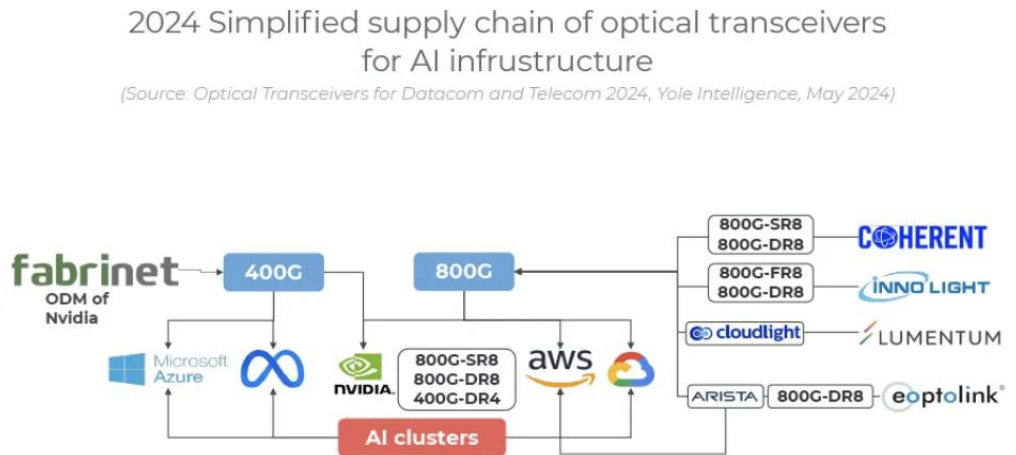 2024 Simplified supply chain of optical transceivers
for AI infrustructure
(Source: Optical Transceivers for Datacom and Telecom 2024, Yole Intelligence, May 2024)
fabrinet
ODM of
Nvidia
400G
800G
800G-SR8
800G-DR8
COHERENT
800G-FR8
800G-DR8
INNOLIGHT
cloudlight
LUMENTUM
ARISTA
800G-DR8
eoptolink®
Microsoft
Azure
NVIDIA.
800G-SR8
800G-DR8
400G-DR4
aws
AI clusters